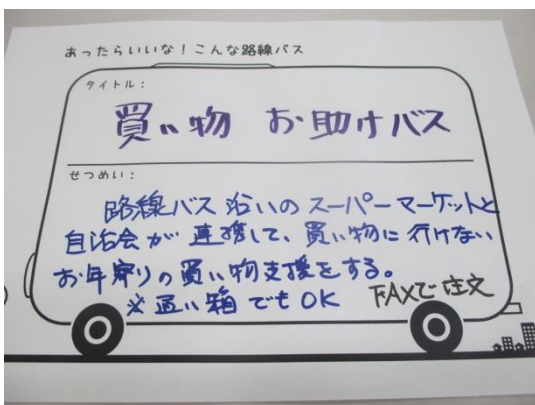 あったらいいな！こんな路線バス
タイトル：
買い物 お助けバス
せつめい：
路線バス沿いのスーパーマーケットと
自治会が連携して、買い物に行けない
お年寄りの買い物支援をする。
※通い箱でもOK FAXで注文